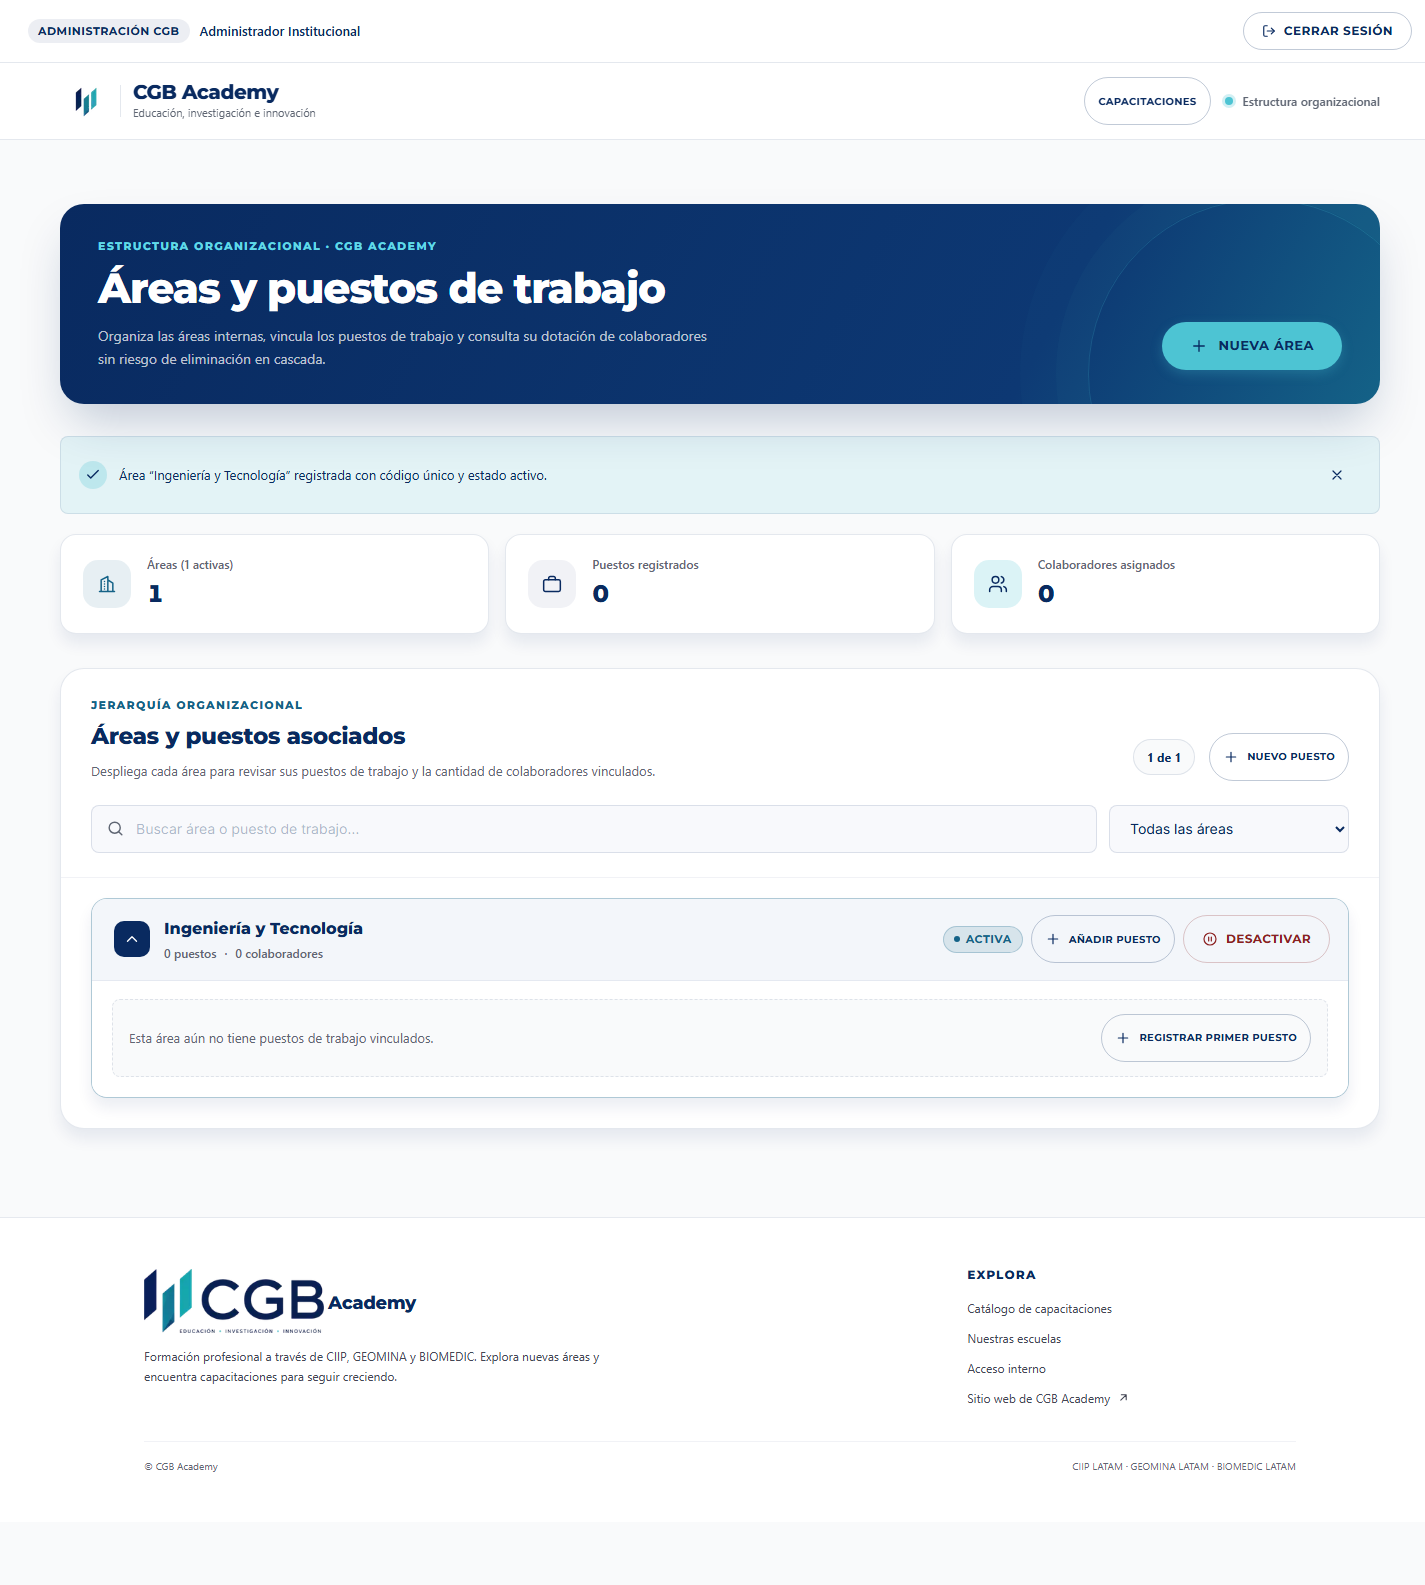 ADMINISTRACIÓN CGB
Administrador Institucional
CERRAR SESIÓN
CGB Academy
Educación, investigación e innovación
CAPACITACIONES
Estructura organizacional
ESTRUCTURA ORGANIZACIONAL · CGB ACADEMY
Áreas y puestos de trabajo
Organiza las áreas internas, vincula los puestos de trabajo y consulta su dotación de colaboradores
sin riesgo de eliminación en cascada.
NUEVA ÁREA
Área “Ingeniería y Tecnología” registrada con código único y estado activo.
Áreas (1 activas)
1
Puestos registrados
0
Colaboradores asignados
0
JERARQUÍA ORGANIZACIONAL
Áreas y puestos asociados
Despliega cada área para revisar sus puestos de trabajo y la cantidad de colaboradores vinculados.
1 de 1
NUEVO PUESTO
Buscar área o puesto de trabajo...
Todas las áreas
Ingeniería y Tecnología
0 puestos · 0 colaboradores
ACTIVA
AÑADIR PUESTO
DESACTIVAR
Esta área aún no tiene puestos de trabajo vinculados.
REGISTRAR PRIMER PUESTO
CGB Academy
EDUCACIÓN · INVESTIGACIÓN · INNOVACIÓN
Formación profesional a través de CIIP, GEOMINA y BIOMEDIC. Explora nuevas áreas y
encuentra capacitaciones para seguir creciendo.
EXPLORA
Catálogo de capacitaciones
Nuestras escuelas
Acceso interno
Sitio web de CGB Academy
© CGB Academy
CIIP LATAM · GEOMINA LATAM · BIOMEDIC LATAM